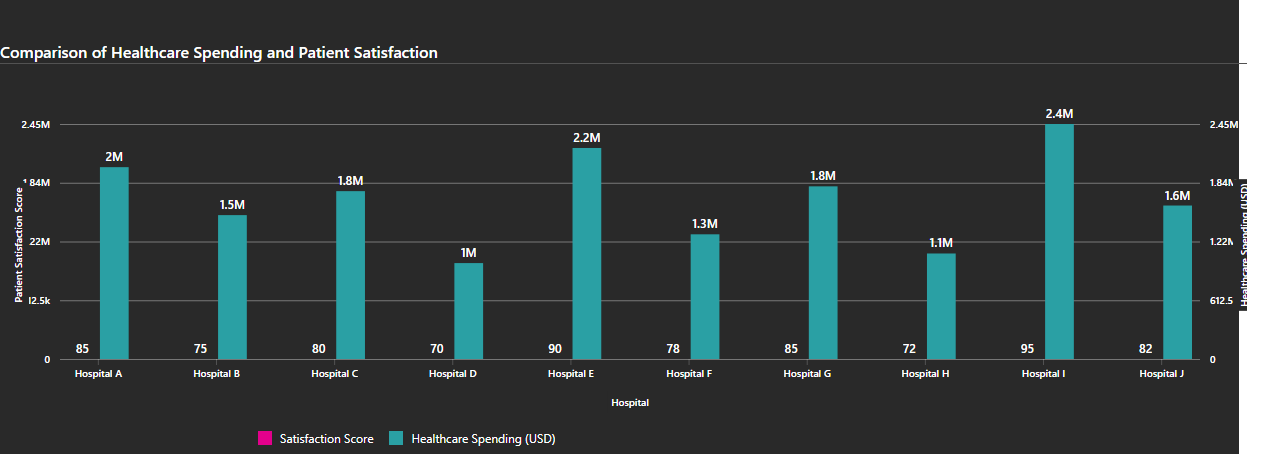 Comparison of Healthcare Spending and Patient Satisfaction
2.45M
2.4M
2.45M
2.2M
2M
1.84M
1.8M
1.8M
1.84M
1.6M
1.5M
1.3M
22M
1.1M
1.22M
1M
12.5k
612.5
Patient Satisfaction Score
Healthcare Spending (USD)
0
85
75
80
70
90
78
85
72
95
82
0
Hospital A
Hospital B
Hospital C
Hospital D
Hospital E
Hospital F
Hospital G
Hospital H
Hospital I
Hospital J
Hospital
Satisfaction Score
Healthcare Spending (USD)